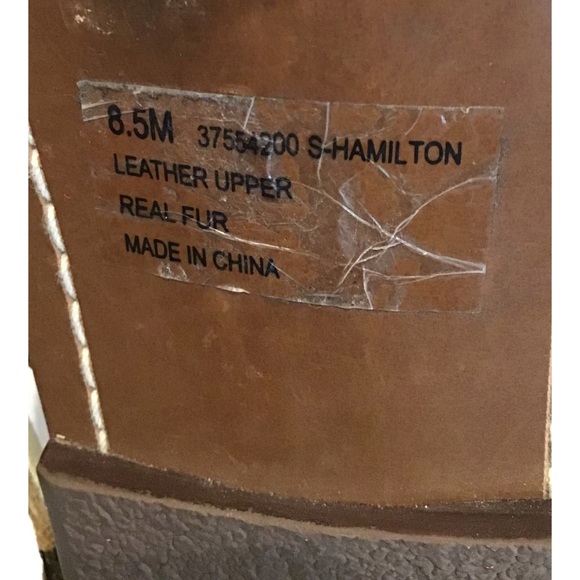 8.5M 37554200 S-HAMILTON
LEATHER UPPER
REAL FUR
MADE IN CHINA